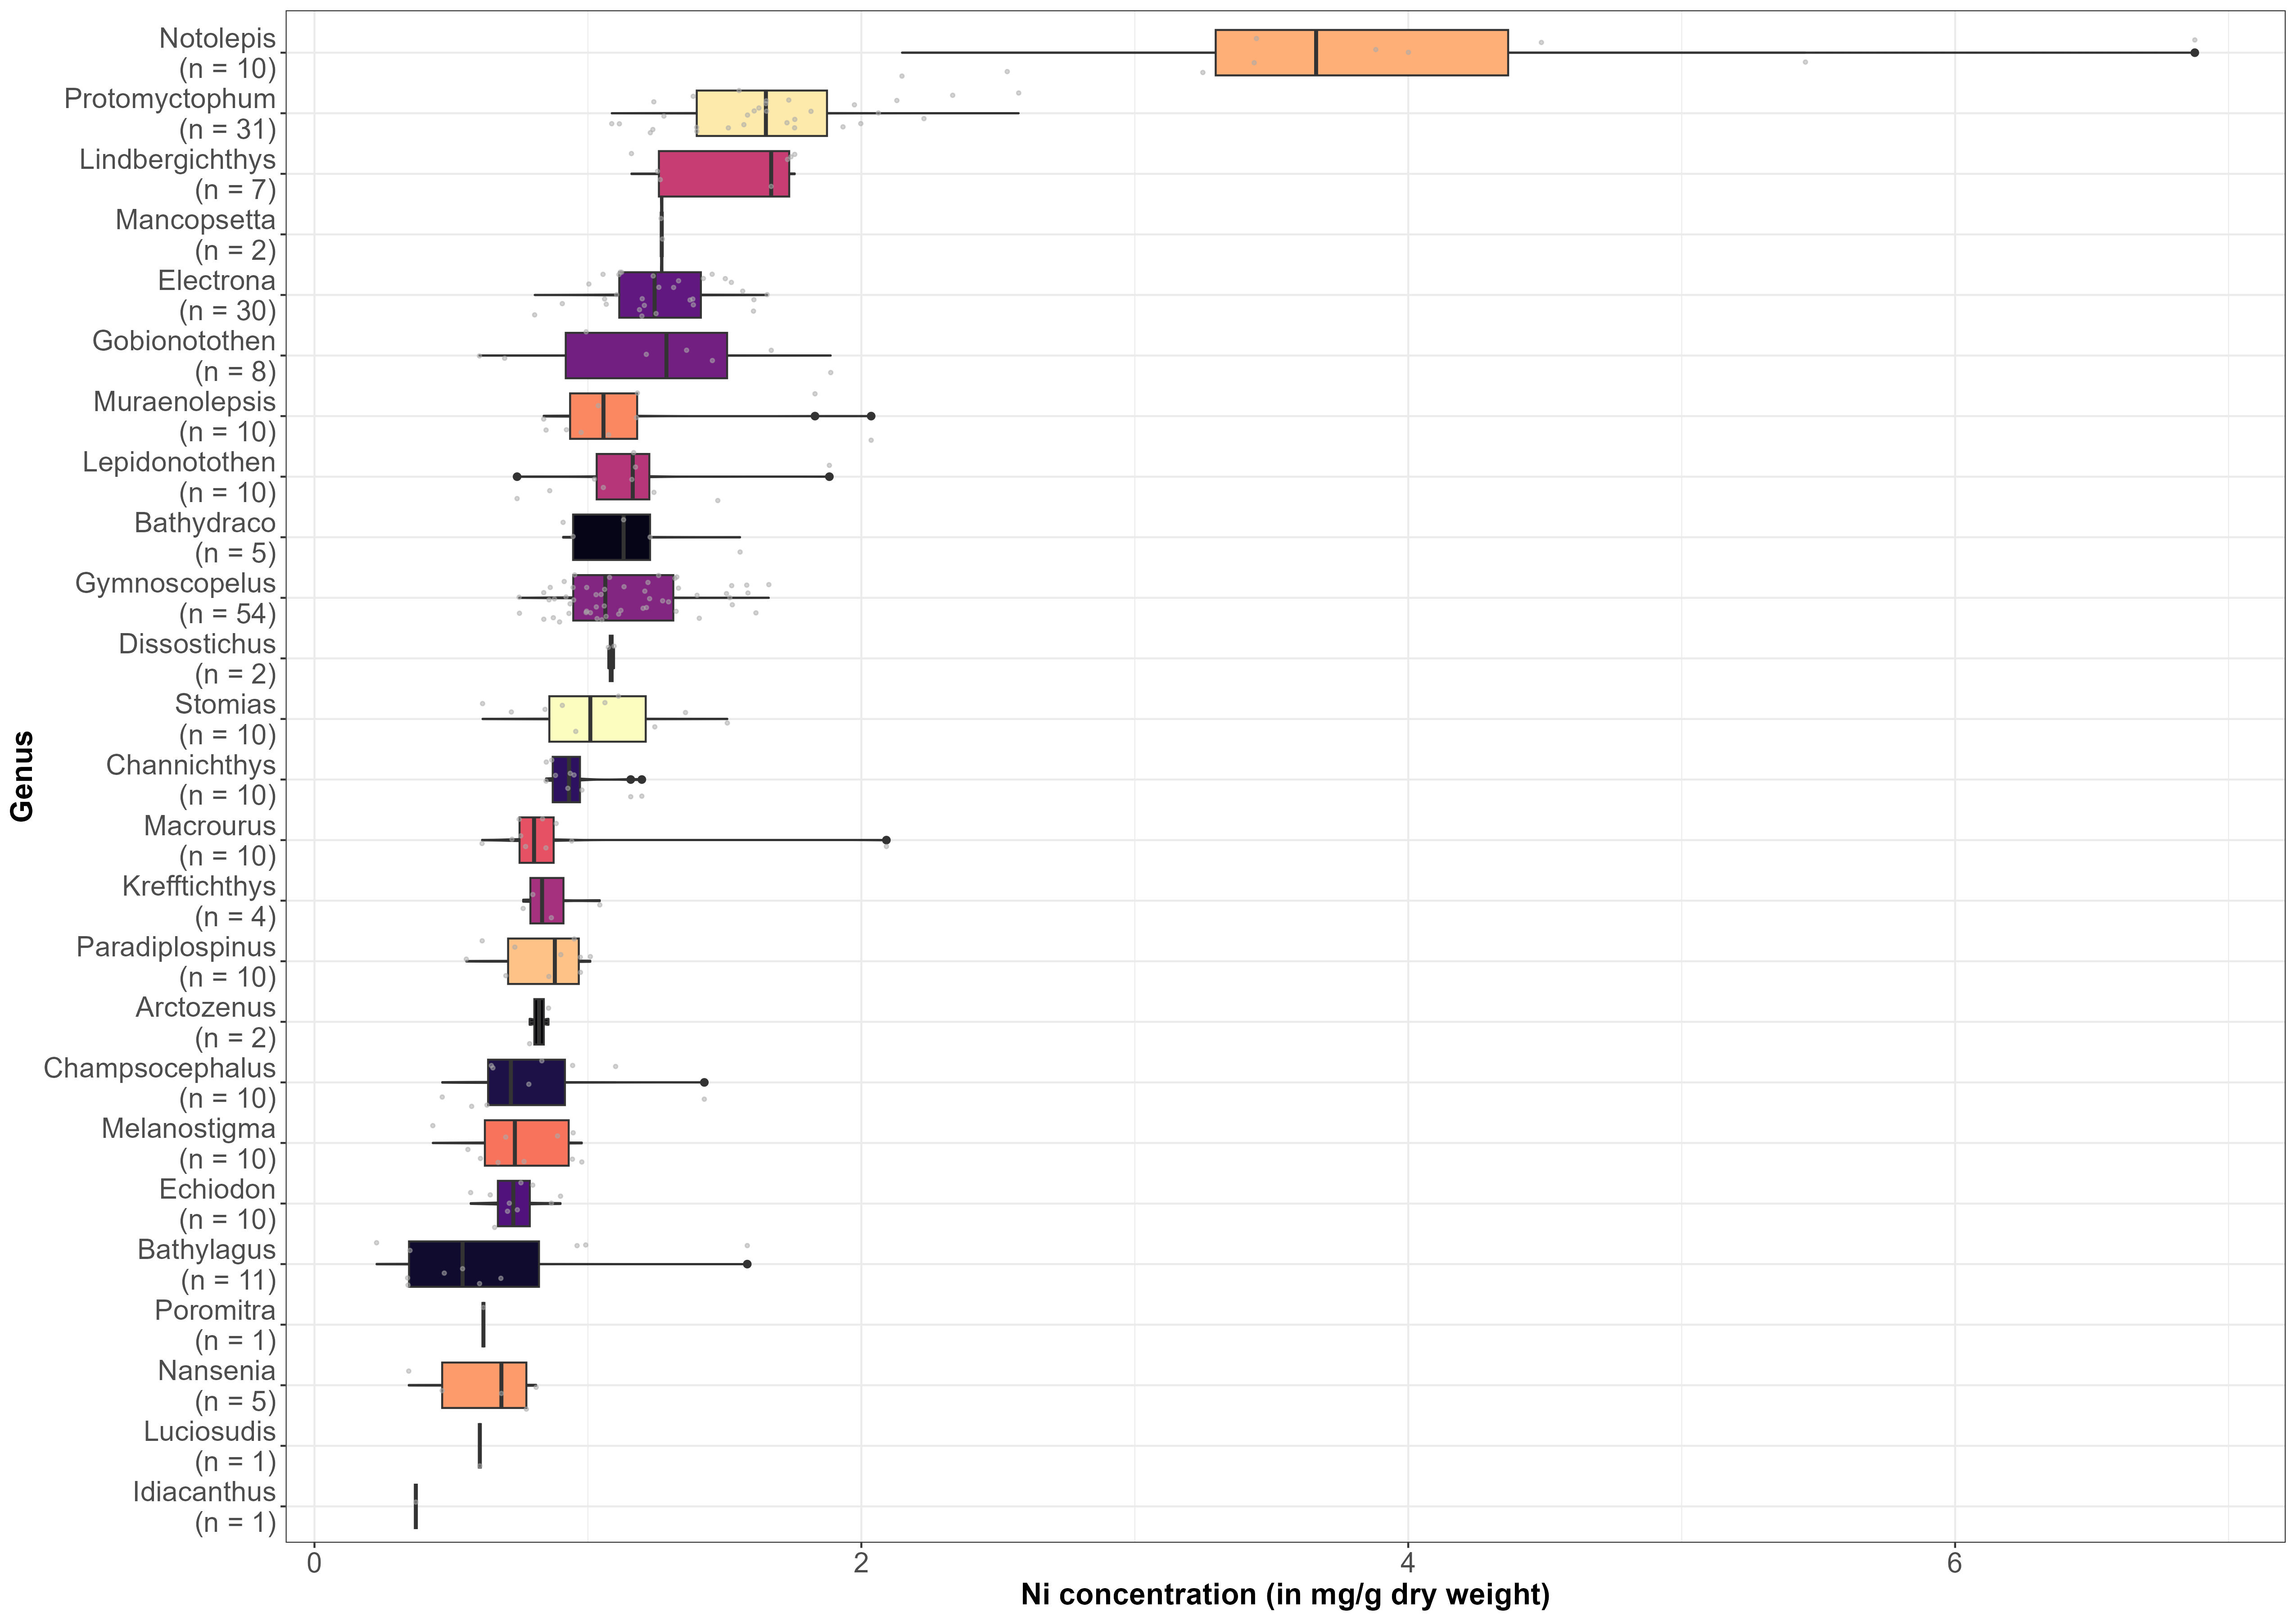 Notolepis
(n = 10)
Protomyctophum
(n = 31)
Lindbergichthys
(n = 7)
Mancopsetta
(n = 2)
Electrona
(n = 30)
Gobionotothen
(n = 8)
Muraenolepsis
(n = 10)
Lepidonotothen
(n = 10)
Bathydraco
(n = 5)
Gymnoscopelus
(n = 54)
Dissostichus
(n = 2)
Stomias
(n = 10)
Channichthys
(n = 10)
Macrourus
(n = 10)
Krefftichthys
(n = 4)
Paradiplospinus
(n = 10)
Arctozenus
(n = 2)
Champsocephalus
(n = 10)
Melanostigma
(n = 10)
Echiodon
(n = 10)
Bathylagus
(n = 11)
Poromitra
(n = 1)
Nansenia
(n = 5)
Luciosudis
(n = 1)
Idiacanthus
(n = 1)
Genus
0 2 4 6
Ni concentration (in mg/g dry weight)